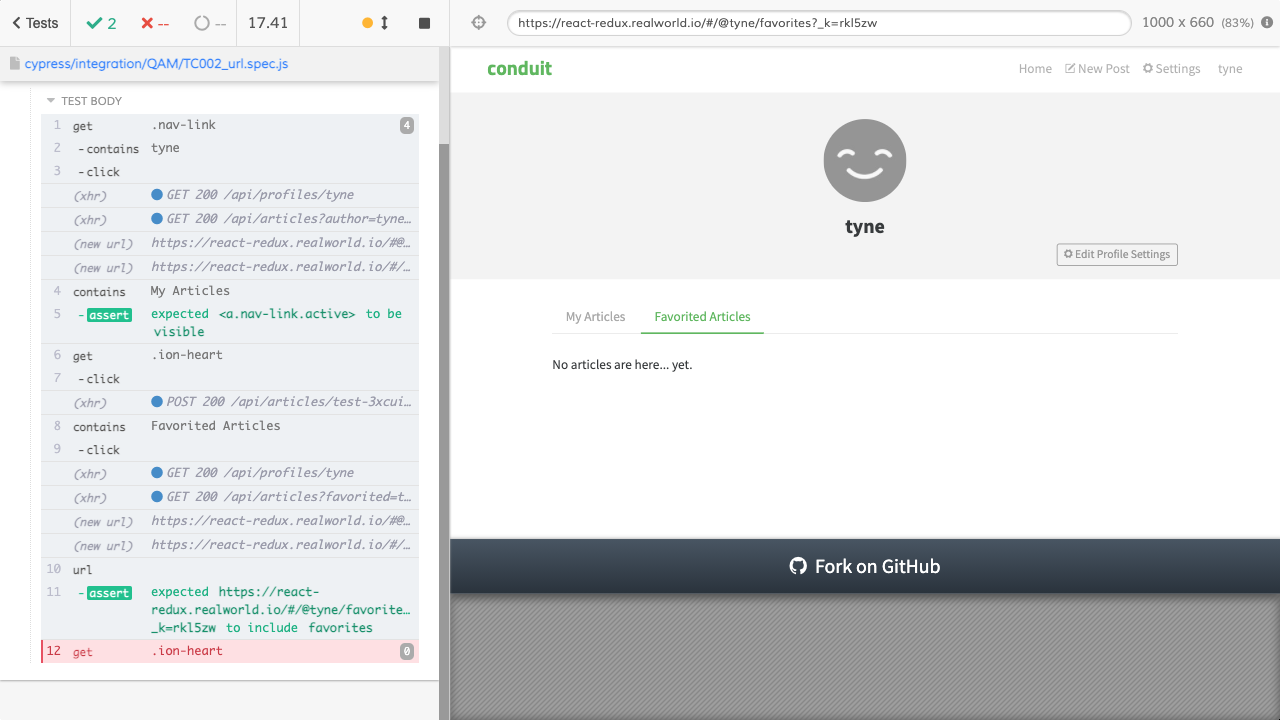 Tests
2
--
--
17.41
https://react-redux.realworld.io/#/@tyne/favorites?_k=rkl5zw
1000 x 660 (83%)
cypress/integration/QAM/TC002_url.spec.js
TEST BODY
1 get .nav-link 4
2 -contains tyne
3 -click
(xhr) GET 200 /api/profiles/tyne
(xhr) GET 200 /api/articles?author=tyne…
(new url) https://react-redux.realworld.io/#@…
(new url) https://react-redux.realworld.io/#/…
4 contains My Articles
5 -assert expected <a.nav-link.active> to be
visible
6 get .ion-heart
7 -click
(xhr) POST 200 /api/articles/test-3xcui…
8 contains Favorited Articles
9 -click
(xhr) GET 200 /api/profiles/tyne
(xhr) GET 200 /api/articles?favorited=t…
(new url) https://react-redux.realworld.io/#@…
(new url) https://react-redux.realworld.io/#/…
10 url
11 -assert expected https://react-
redux.realworld.io/#/@tyne/favorite…
_k=rkl5zw to include favorites
12 get .ion-heart 0
conduit
Home New Post Settings tyne
tyne
Edit Profile Settings
My Articles Favorited Articles
No articles are here... yet.
Fork on GitHub